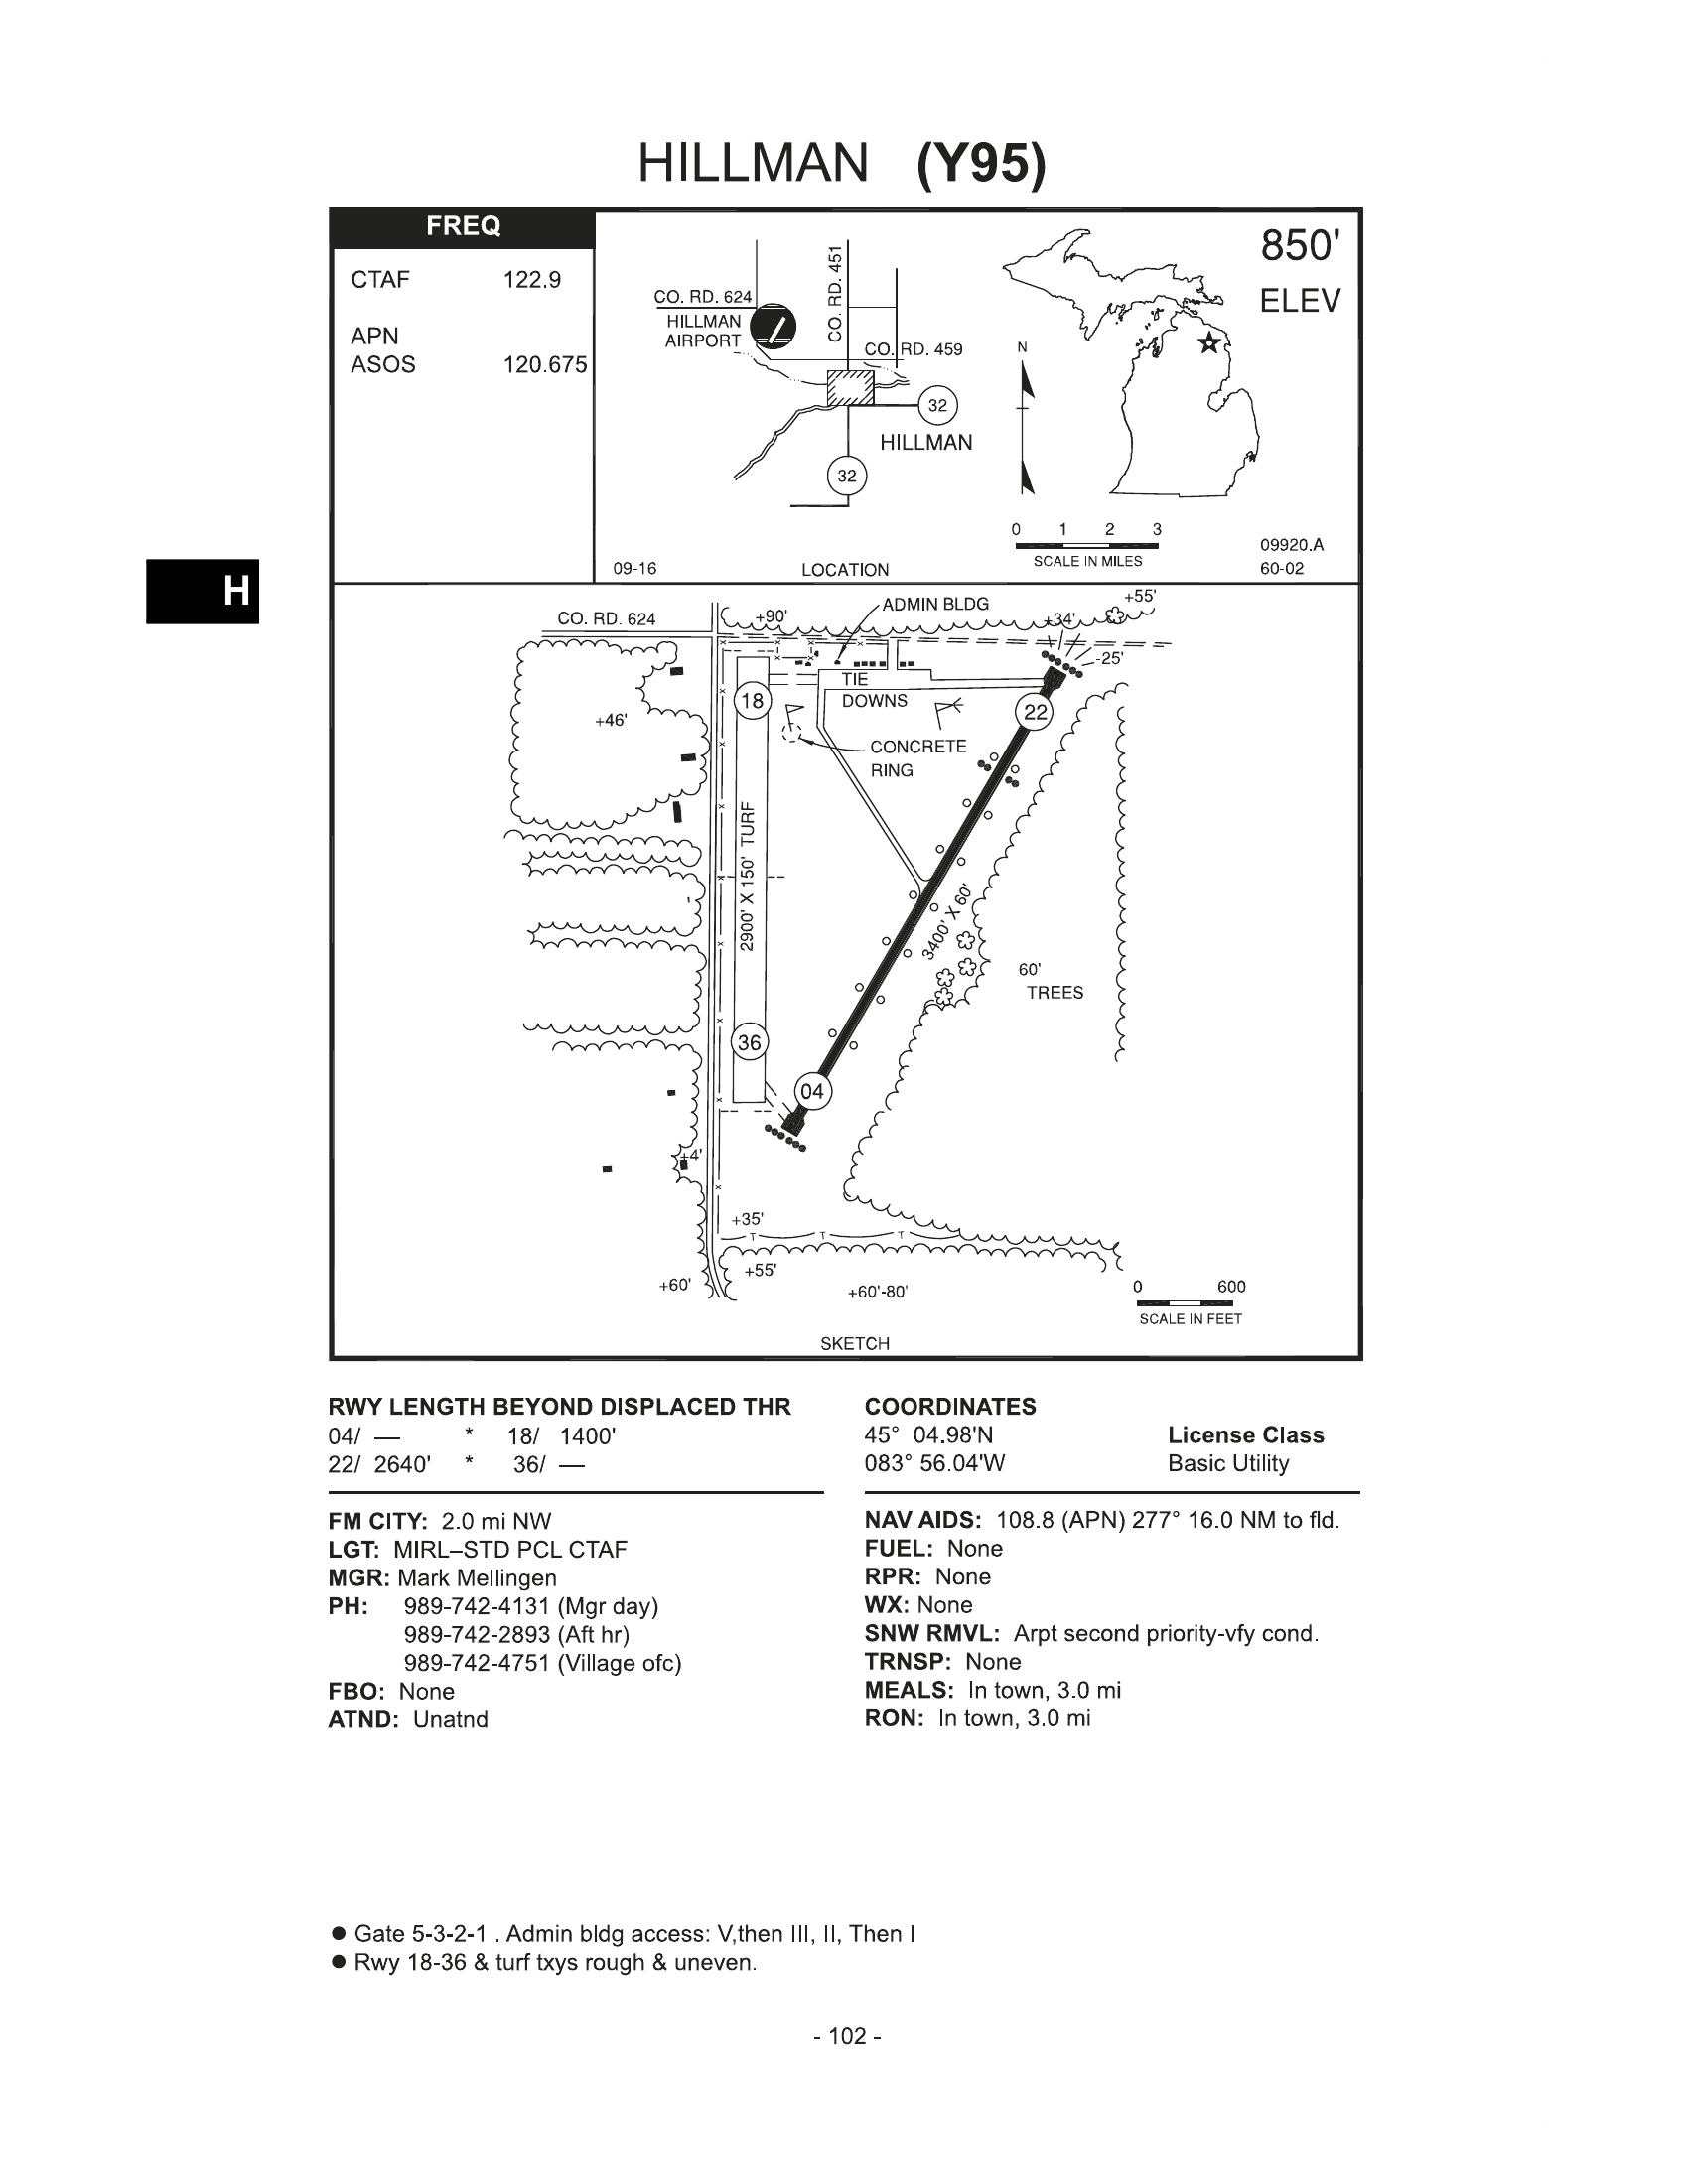 HILLMAN (Y95)
FREQ
CTAF 122.9
APN
ASOS 120.675
CO. RD. 624
HILLMAN
AIRPORT
CO. RD. 451
CO. RD. 459
32
HILLMAN
32
N
850'
ELEV
0 1 2 3
SCALE IN MILES
09920.A
60-02
09-16
LOCATION
H
CO. RD. 624
+90'
ADMIN BLDG
+55'
+34'
-25'
TIE
DOWNS
18
22
+46'
CONCRETE
RING
2900' X 150' TURF
3400' X 60'
60'
TREES
36
04
+4'
+35'
T T T
+55'
+60'
+60'-80'
0 600
SCALE IN FEET
SKETCH
RWY LENGTH BEYOND DISPLACED THR
04/ — * 18/ 1400'
22/ 2640' * 36/ —
COORDINATES
45° 04.98'N
083° 56.04'W
License Class
Basic Utility
FM CITY: 2.0 mi NW
LGT: MIRL–STD PCL CTAF
MGR: Mark Mellingen
PH: 989-742-4131 (Mgr day)
989-742-2893 (Aft hr)
989-742-4751 (Village ofc)
FBO: None
ATND: Unatnd
NAV AIDS: 108.8 (APN) 277° 16.0 NM to fld.
FUEL: None
RPR: None
WX: None
SNW RMVL: Arpt second priority-vfy cond.
TRNSP: None
MEALS: In town, 3.0 mi
RON: In town, 3.0 mi
● Gate 5-3-2-1 . Admin bldg access: V,then III, II, Then I
● Rwy 18-36 & turf txys rough & uneven.
- 102 -